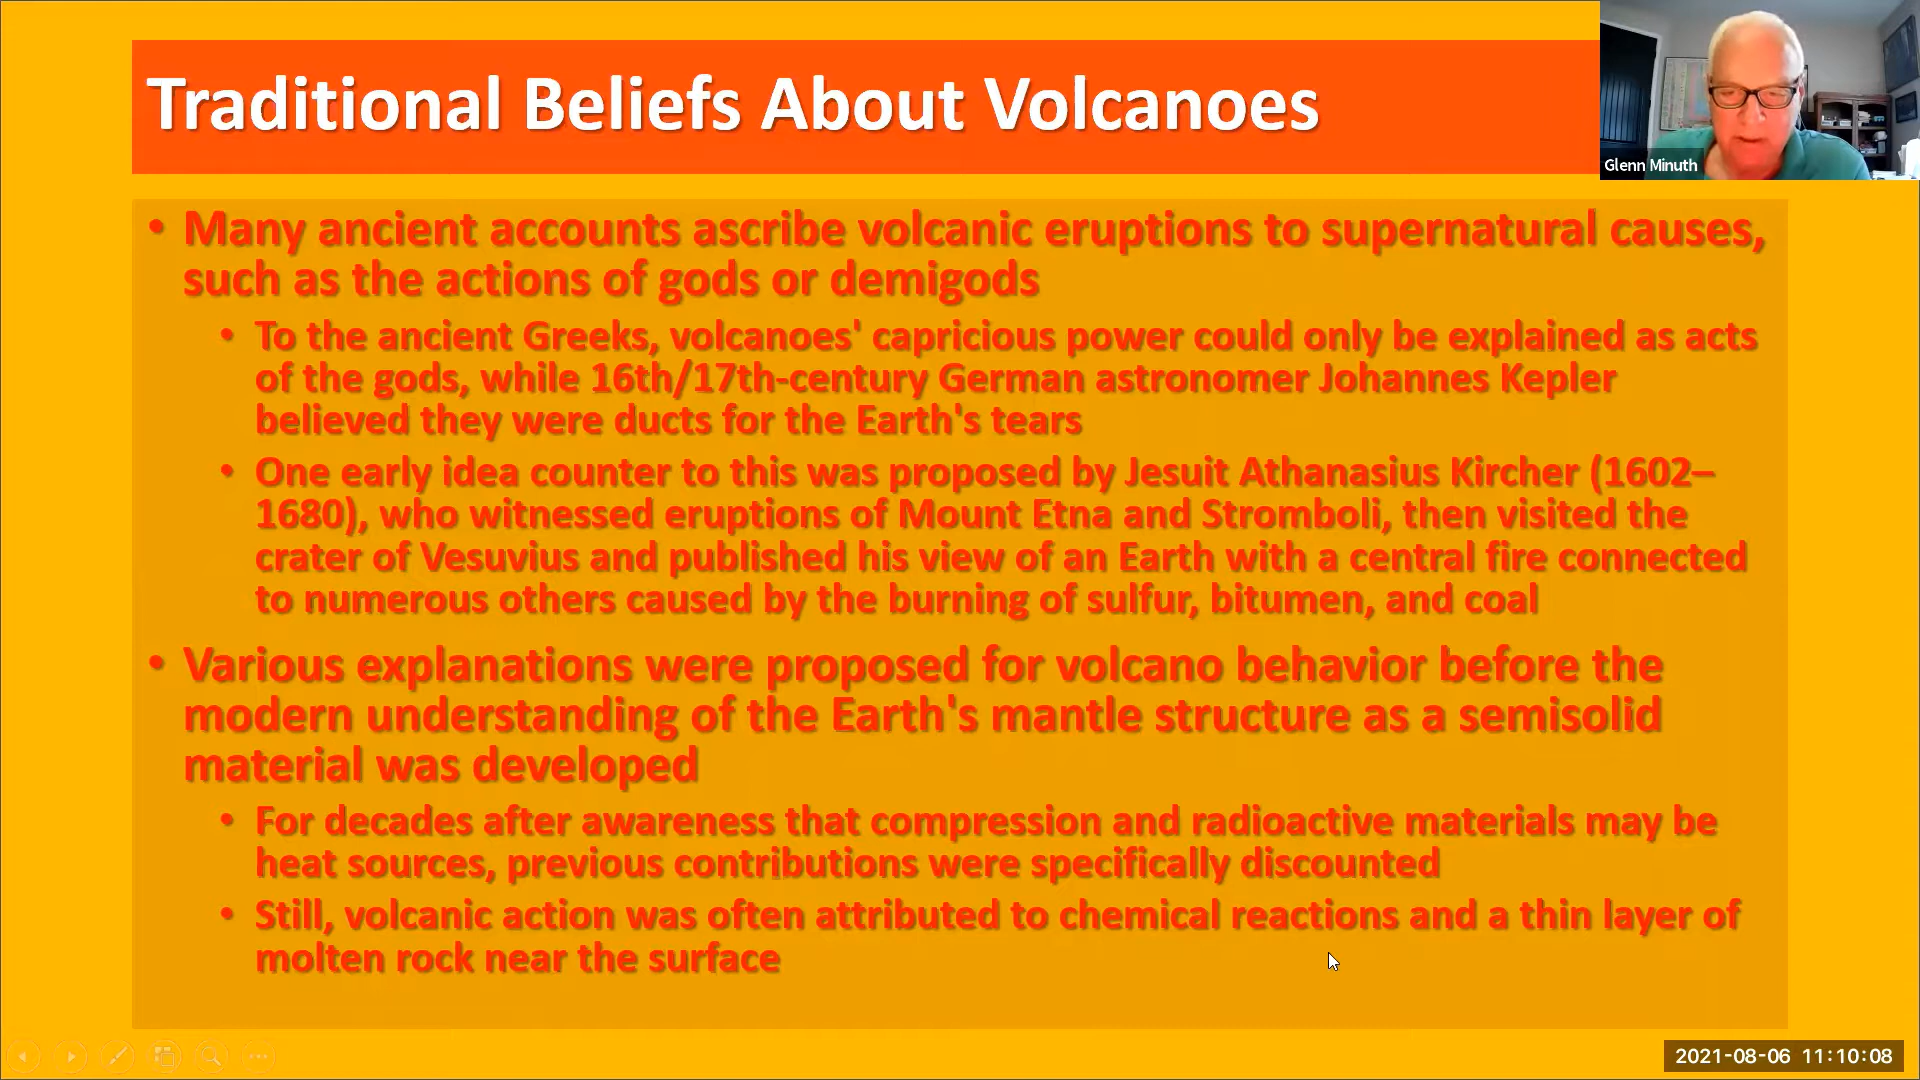 Traditional Beliefs About Volcanoes
Glenn Minuth
• Many ancient accounts ascribe volcanic eruptions to supernatural causes,
such as the actions of gods or demigods
• To the ancient Greeks, volcanoes' capricious power could only be explained as acts
of the gods, while 16th/17th-century German astronomer Johannes Kepler
believed they were ducts for the Earth's tears
• One early idea counter to this was proposed by Jesuit Athanasius Kircher (1602–
1680), who witnessed eruptions of Mount Etna and Stromboli, then visited the
crater of Vesuvius and published his view of an Earth with a central fire connected
to numerous others caused by the burning of sulfur, bitumen, and coal
• Various explanations were proposed for volcano behavior before the
modern understanding of the Earth's mantle structure as a semisolid
material was developed
• For decades after awareness that compression and radioactive materials may be
heat sources, previous contributions were specifically discounted
• Still, volcanic action was often attributed to chemical reactions and a thin layer of
molten rock near the surface
2021-08-06 11:10:08